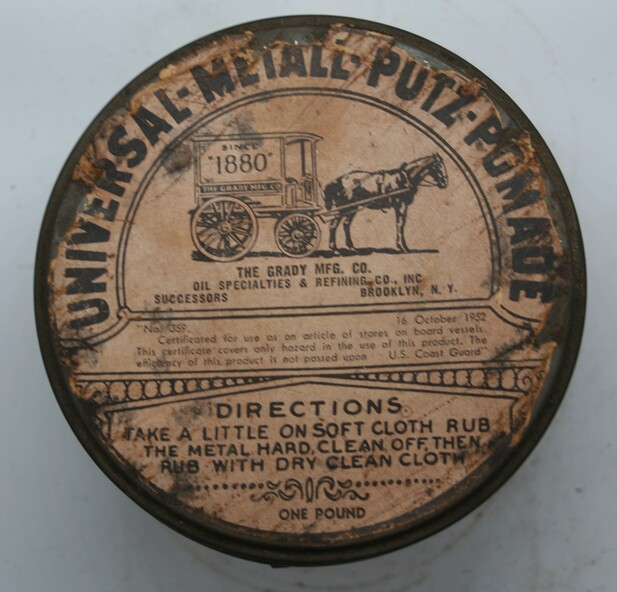 UNIVERSAL-METALL-PUTZ-POMADE
SINCE
"1880"
THE GRADY MFG. CO.
THE GRADY MFG. CO.
OIL SPECIALTIES & REFINING CO., INC
SUCCESSORS BROOKLYN, N. Y.
"No. 359. 16 October 1952
Certificated for use as an article of stores on board vessels.
This certificate covers only hazard in the use of this product. The
efficiency of this product is not passed upon U.S. Coast Guard"
DIRECTIONS.
TAKE A LITTLE ON SOFT CLOTH RUB
THE METAL HARD, CLEAN OFF, THEN
RUB WITH DRY CLEAN CLOTH
ONE POUND